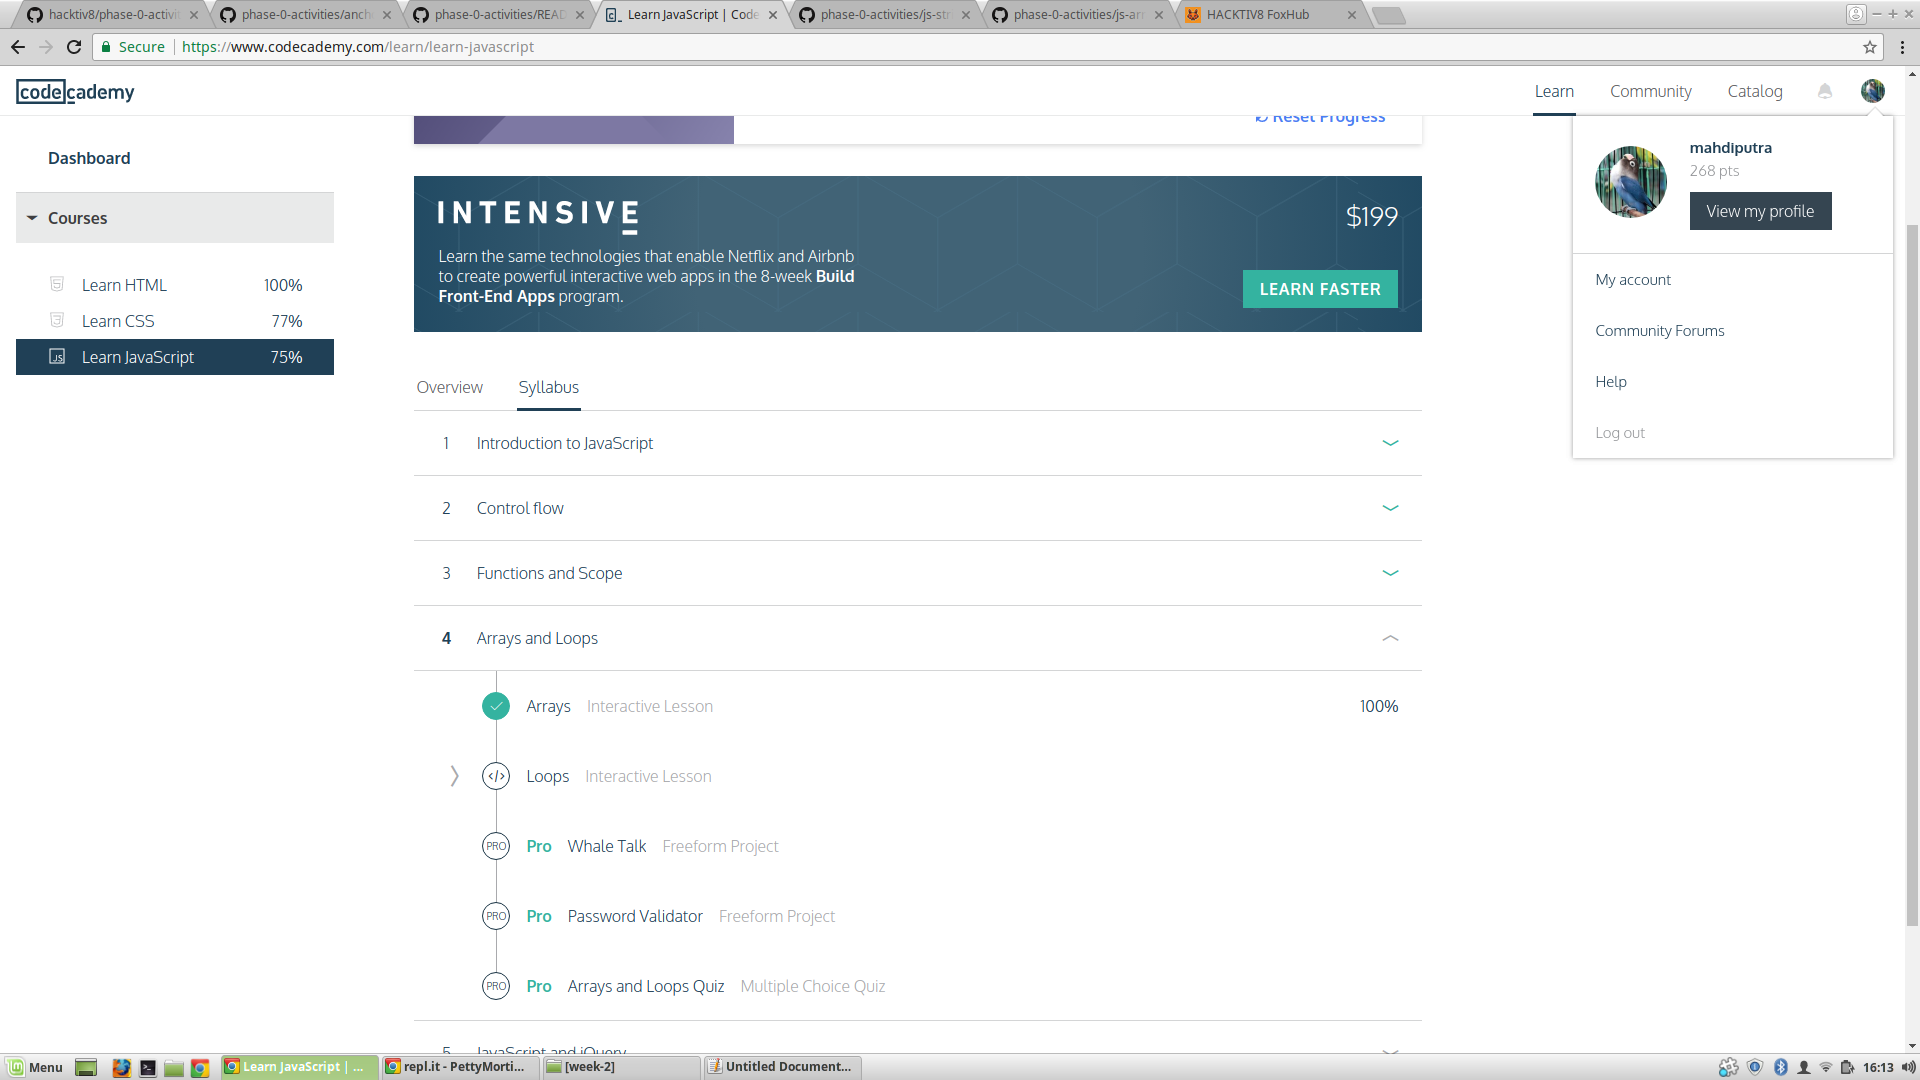 hacktiv8/phase-0-activit
phase-0-activities/anch
phase-0-activities/READ
Learn JavaScript | Code
phase-0-activities/js-str
phase-0-activities/js-arr
HACKTIV8 FoxHub
Secure
https://www.codecademy.com/learn/learn-javascript
codecademy
Learn
Community
Catalog
Reset Progress
mahdiputra
268 pts
View my profile
My account
Community Forums
Help
Log out
Dashboard
Courses
Learn HTML 100%
Learn CSS 77%
JS Learn JavaScript 75%
INTENSIVE
$199
Learn the same technologies that enable Netflix and Airbnb
to create powerful interactive web apps in the 8-week Build
Front-End Apps program.
LEARN FASTER
Overview Syllabus
1 Introduction to JavaScript
2 Control flow
3 Functions and Scope
4 Arrays and Loops
Arrays Interactive Lesson 100%
</> Loops Interactive Lesson
PRO Pro Whale Talk Freeform Project
PRO Pro Password Validator Freeform Project
PRO Pro Arrays and Loops Quiz Multiple Choice Quiz
5 JavaScript and jQuery
Menu
Learn JavaScript | ...
repl.it - PettyMorti...
[week-2]
Untitled Document...
16:13